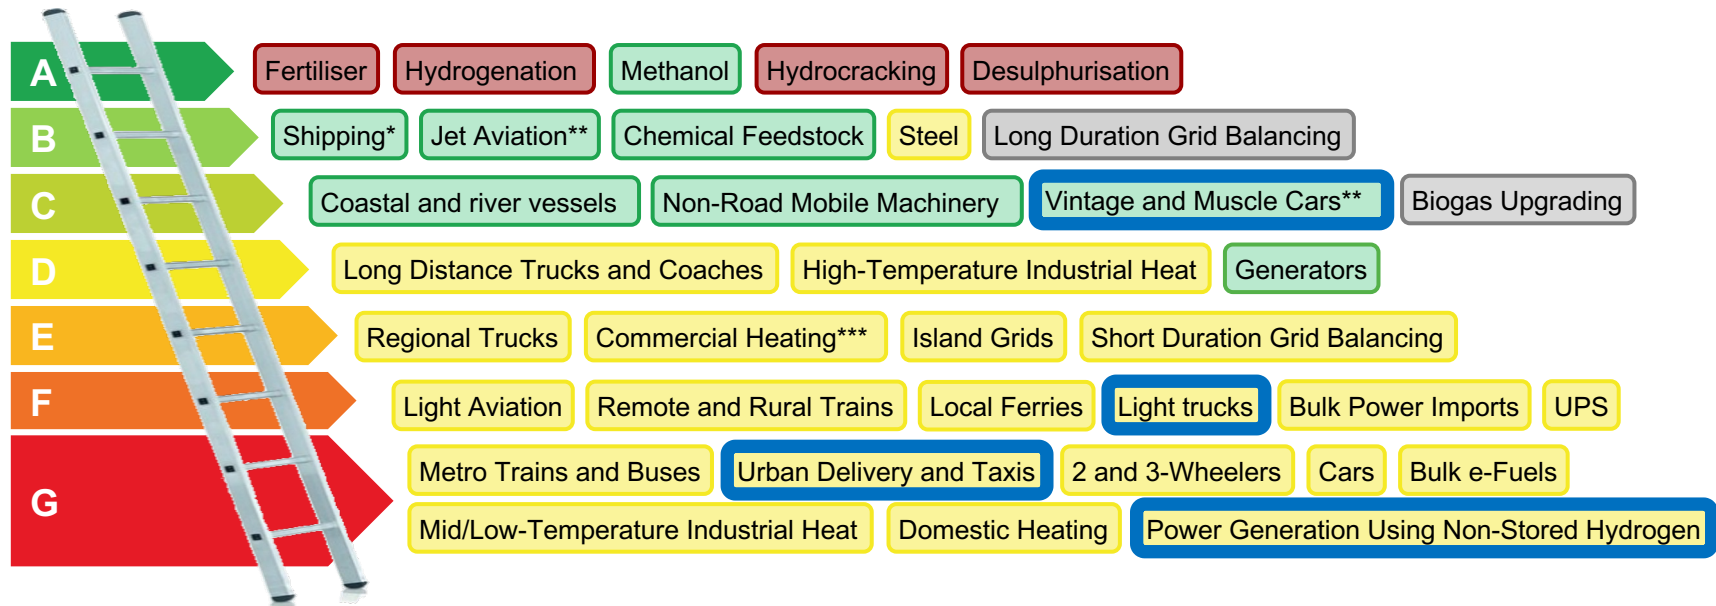 A Fertiliser Hydrogenation Methanol Hydrocracking Desulphurisation
B Shipping* Jet Aviation** Chemical Feedstock Steel Long Duration Grid Balancing
C Coastal and river vessels Non-Road Mobile Machinery Vintage and Muscle Cars** Biogas Upgrading
D Long Distance Trucks and Coaches High-Temperature Industrial Heat Generators
E Regional Trucks Commercial Heating*** Island Grids Short Duration Grid Balancing
F Light Aviation Remote and Rural Trains Local Ferries Light trucks Bulk Power Imports UPS
G Metro Trains and Buses Urban Delivery and Taxis 2 and 3-Wheelers Cars Bulk e-Fuels
Mid/Low-Temperature Industrial Heat Domestic Heating Power Generation Using Non-Stored Hydrogen